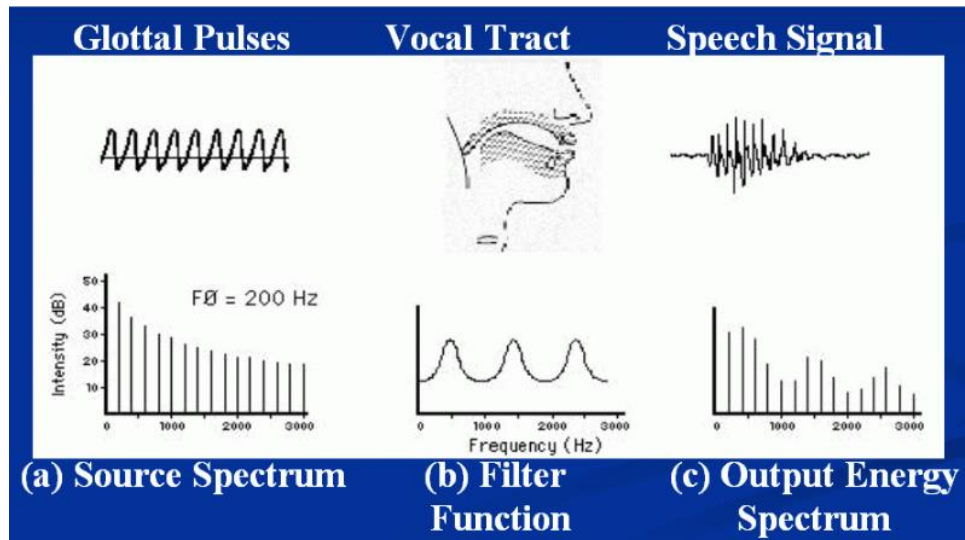 Glottal Pulses
Vocal Tract
Speech Signal
50
40
30
20
10
Intensity (dB)
FØ = 200 Hz
0 1000 2000 3000
0 1000 2000 3000
Frequency (Hz)
0 1000 2000 3000
(a) Source Spectrum
(b) Filter
Function
(c) Output Energy
Spectrum